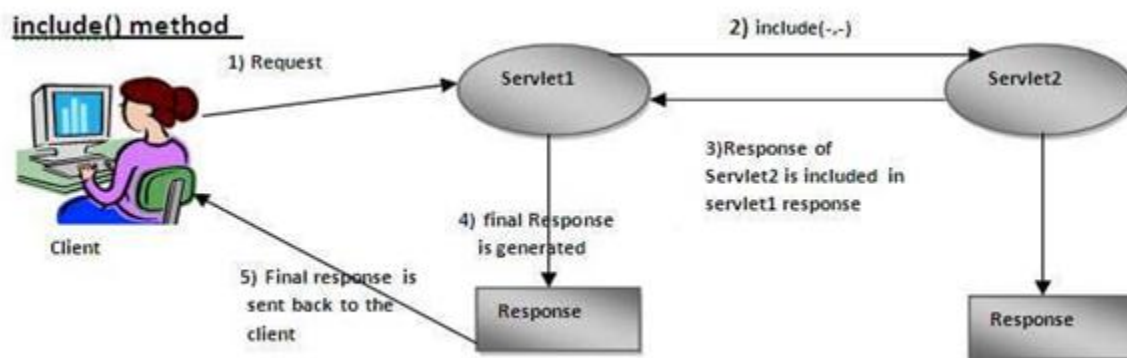 include() method
1) Request
Servlet1
2) include(-,-)
Servlet2
3)Response of
Servlet2 is included in
servlet1 response
Client
4) final Response
is generated
5) Final response is
sent back to the
client
Response
Response